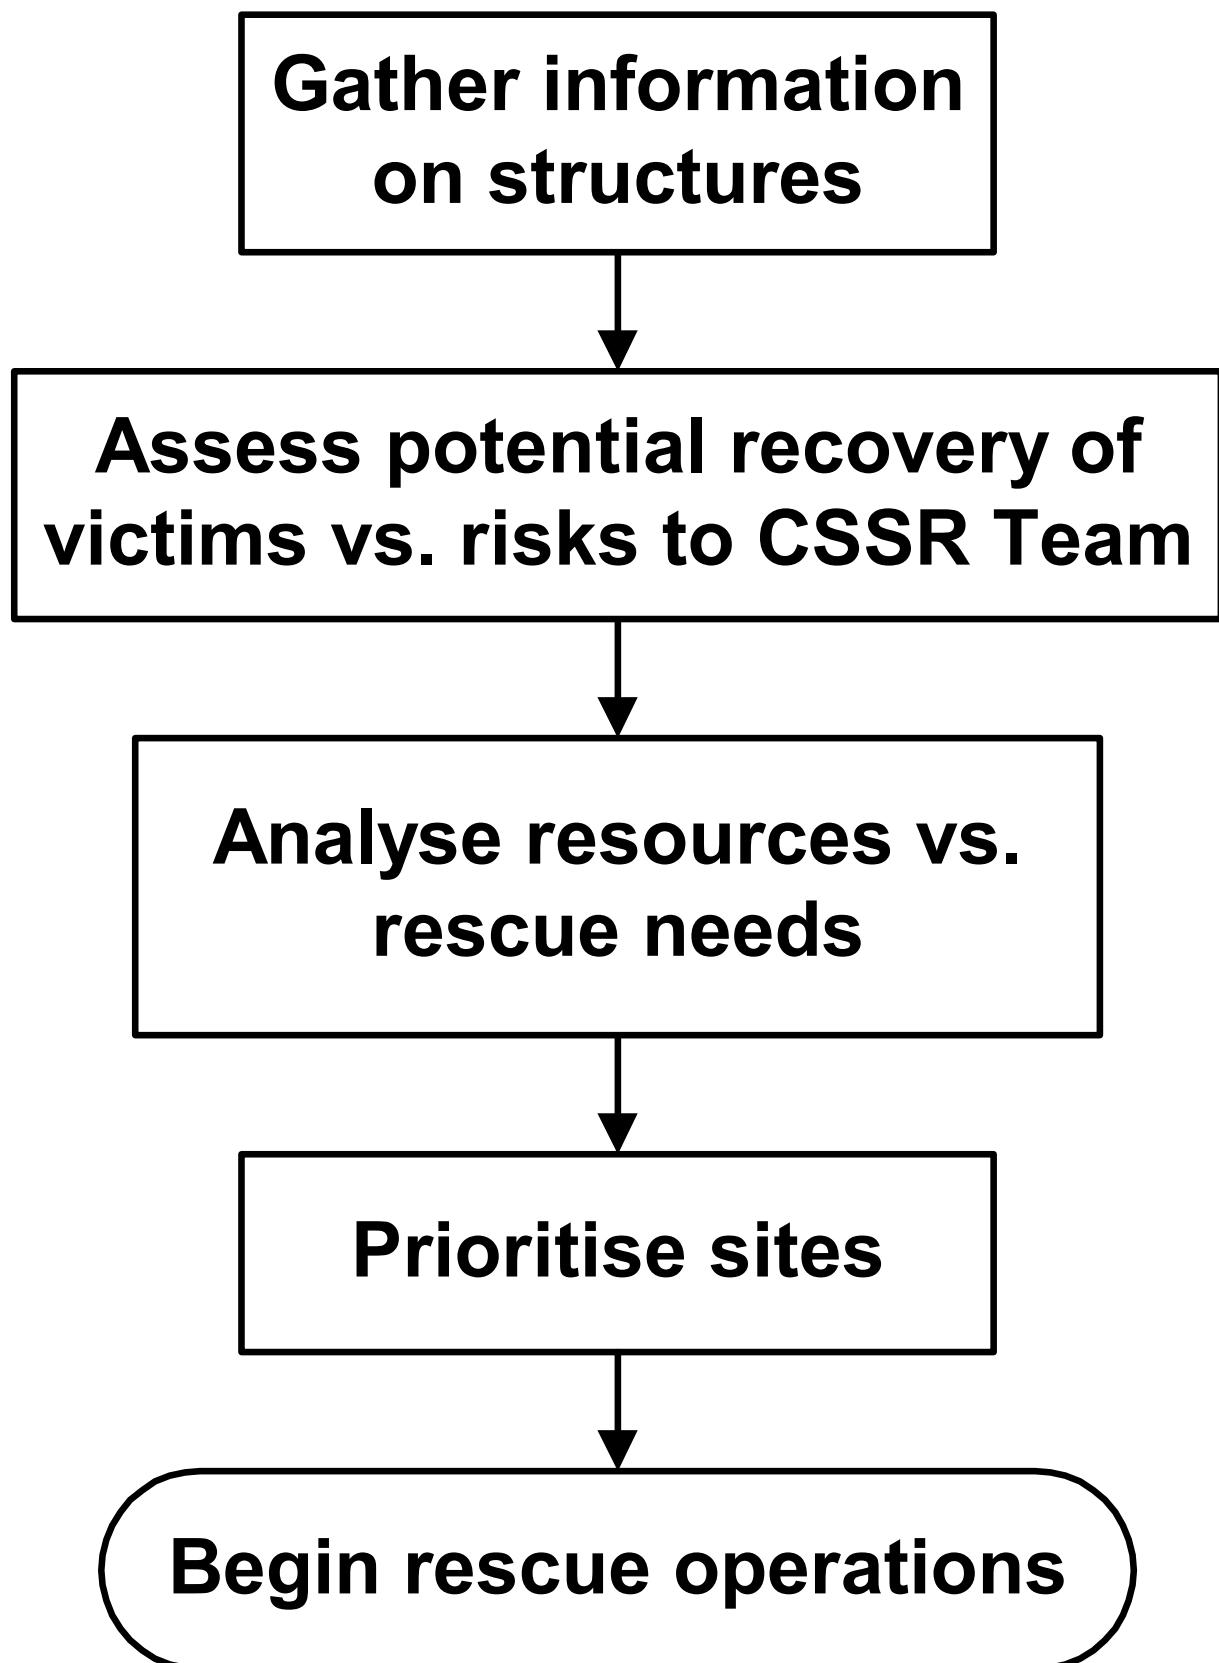 Gather information
on structures
Assess potential recovery of
victims vs. risks to CSSR Team
Analyse resources vs.
rescue needs
Prioritise sites
Begin rescue operations